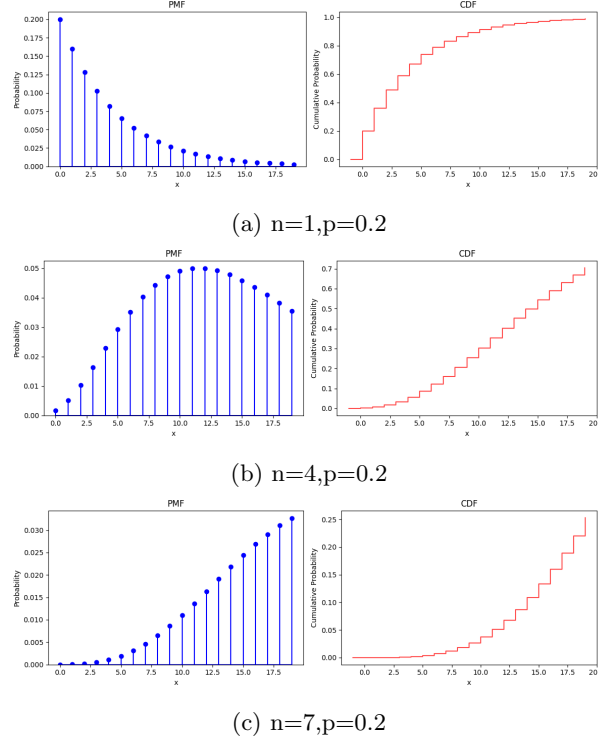 PMF
CDF
Probability
0.200
0.175
0.150
0.125
0.100
0.075
0.050
0.025
0.000
0.0 2.5 5.0 7.5 10.0 12.5 15.0 17.5
x
Cumulative Probability
1.0
0.8
0.6
0.4
0.2
0.0
0.0 2.5 5.0 7.5 10.0 12.5 15.0 17.5 20
x
(a) n=1,p=0.2
PMF
CDF
Probability
0.05
0.04
0.03
0.02
0.01
0.00
0.0 2.5 5.0 7.5 10.0 12.5 15.0 17.5
x
Cumulative Probability
0.7
0.6
0.5
0.4
0.3
0.2
0.1
0.0
0.0 2.5 5.0 7.5 10.0 12.5 15.0 17.5 20
x
(b) n=4,p=0.2
PMF
CDF
Probability
0.030
0.025
0.020
0.015
0.010
0.005
0.000
0.0 2.5 5.0 7.5 10.0 12.5 15.0 17.5
x
Cumulative Probability
0.25
0.20
0.15
0.10
0.05
0.00
0.0 2.5 5.0 7.5 10.0 12.5 15.0 17.5 20
x
(c) n=7,p=0.2